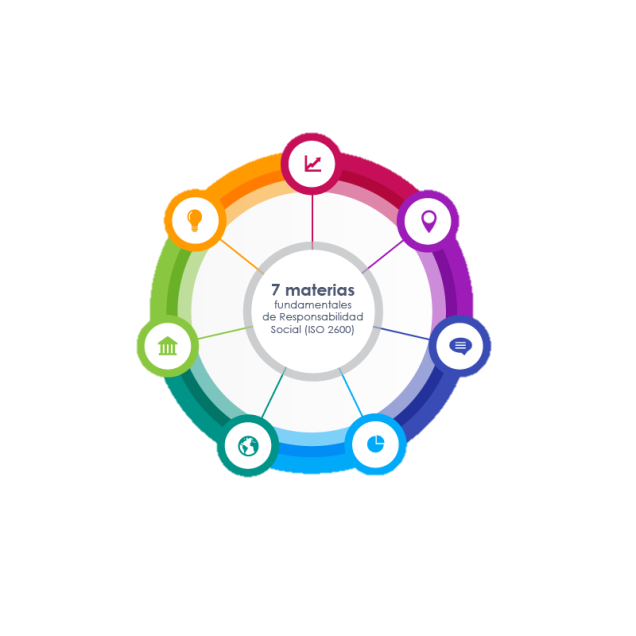 7 materias
fundamentales
de Responsabilidad
Social (ISO 2600)